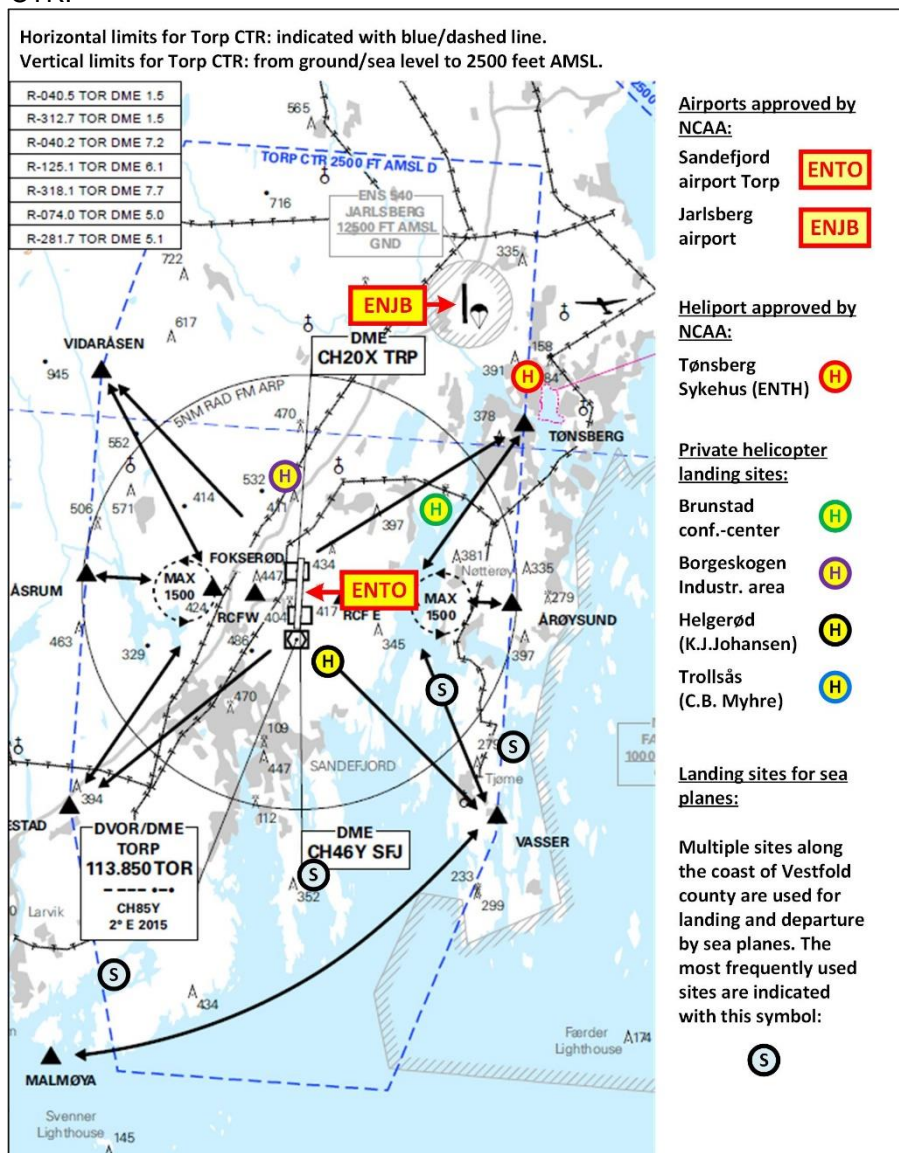 Horizontal limits for Torp CTR: indicated with blue/dashed line.
Vertical limits for Torp CTR: from ground/sea level to 2500 feet AMSL.
R-040.5 TOR DME 1.5
R-312.7 TOR DME 1.5
R-040.2 TOR DME 7.2
R-125.1 TOR DME 6.1
R-318.1 TOR DME 7.7
R-074.0 TOR DME 5.0
R-281.7 TOR DME 5.1
565
2500
TORP CTR 2500 FT AMSL D
716
ENS 540
JARLSBERG
12500 FT AMSL
GND
722
335
617
ENJB
VIDARÅSEN
945
DME
CH20X TRP
158
391
84
H
5NM RAD FM ARP
470
378
TØNSBERG
552
532
H
414
411
506
571
397
H
FOKSERØD
434
381
Nøtterøy
ÅSRUM
MAX
1500
447
ENTO
MAX
1500
335
279
424
404
417
RCFW
RCF E
ÅRØYSUND
463
486
345
397
329
H
470
S
109
447
SANDEFJORD
279
S
Tjøme
394
112
ESTAD
DVOR/DME
TORP
113.850 TOR
CH85Y
2° E 2015
DME
CH46Y SFJ
VASSER
S
352
233
299
Larvik
S
434
Færder
Lighthouse
174
MALMØYA
Svenner
Lighthouse
145
FA
1000
Airports approved by
NCAA:
Sandefjord
airport Torp
ENTO
Jarlsberg
airport
ENJB
Heliport approved by
NCAA:
Tønsberg
Sykehus (ENTH)
H
Private helicopter
landing sites:
Brunstad
conf.-center
H
Borgeskogen
Industr. area
H
Helgerød
(K.J.Johansen)
H
Trollsås
(C.B. Myhre)
H
Landing sites for sea
planes:
Multiple sites along
the coast of Vestfold
county are used for
landing and departure
by sea planes. The
most frequently used
sites are indicated
with this symbol:
S